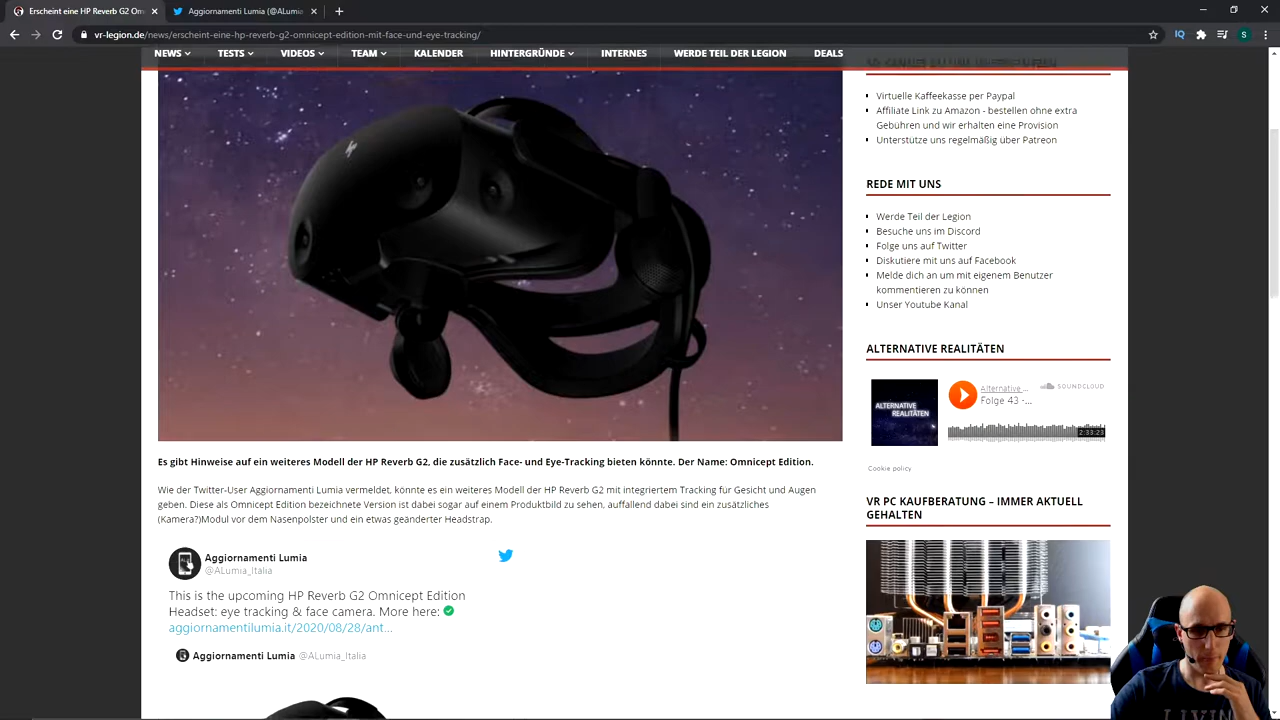 Erscheint eine HP Reverb G2 Om
Aggiornamenti Lumia (@ALumia_
vr-legion.de/news/erscheint-eine-hp-reverb-g2-omnicept-edition-mit-face-und-eye-tracking/
S
NEWS TESTS VIDEOS TEAM KALENDER HINTERGRÜNDE INTERNES WERDE TEIL DER LEGION DEALS
Virtuelle Kaffeekasse per Paypal
Affiliate Link zu Amazon - bestellen ohne extra
Gebühren und wir erhalten eine Provision
Unterstütze uns regelmäßig über Patreon
REDE MIT UNS
Werde Teil der Legion
Besuche uns im Discord
Folge uns auf Twitter
Diskutiere mit uns auf Facebook
Melde dich an um mit eigenem Benutzer
kommentieren zu können
Unser Youtube Kanal
ALTERNATIVE REALITÄTEN
ALTERNATIVE
REALITÄTEN
Alternative ...
SOUNDCLOUD
Folge 43 -...
2:33:23
Cookie policy
VR PC KAUFBERATUNG – IMMER AKTUELL
GEHALTEN
Es gibt Hinweise auf ein weiteres Modell der HP Reverb G2, die zusätzlich Face- und Eye-Tracking bieten könnte. Der Name: Omnicept Edition.
Wie der Twitter-User Aggiornamenti Lumia vermeldet, könnte es ein weiteres Modell der HP Reverb G2 mit integriertem Tracking für Gesicht und Augen
geben. Diese als Omnicept Edition bezeichnete Version ist dabei sogar auf einem Produktbild zu sehen, auffallend dabei sind ein zusätzliches
(Kamera?)Modul vor dem Nasenpolster und ein etwas geänderter Headstrap.
Aggiornamenti Lumia
@ALumia_Italia
This is the upcoming HP Reverb G2 Omnicept Edition
Headset: eye tracking & face camera. More here:
aggiornamentilumia.it/2020/08/28/ant...
Aggiornamenti Lumia @ALumia_Italia